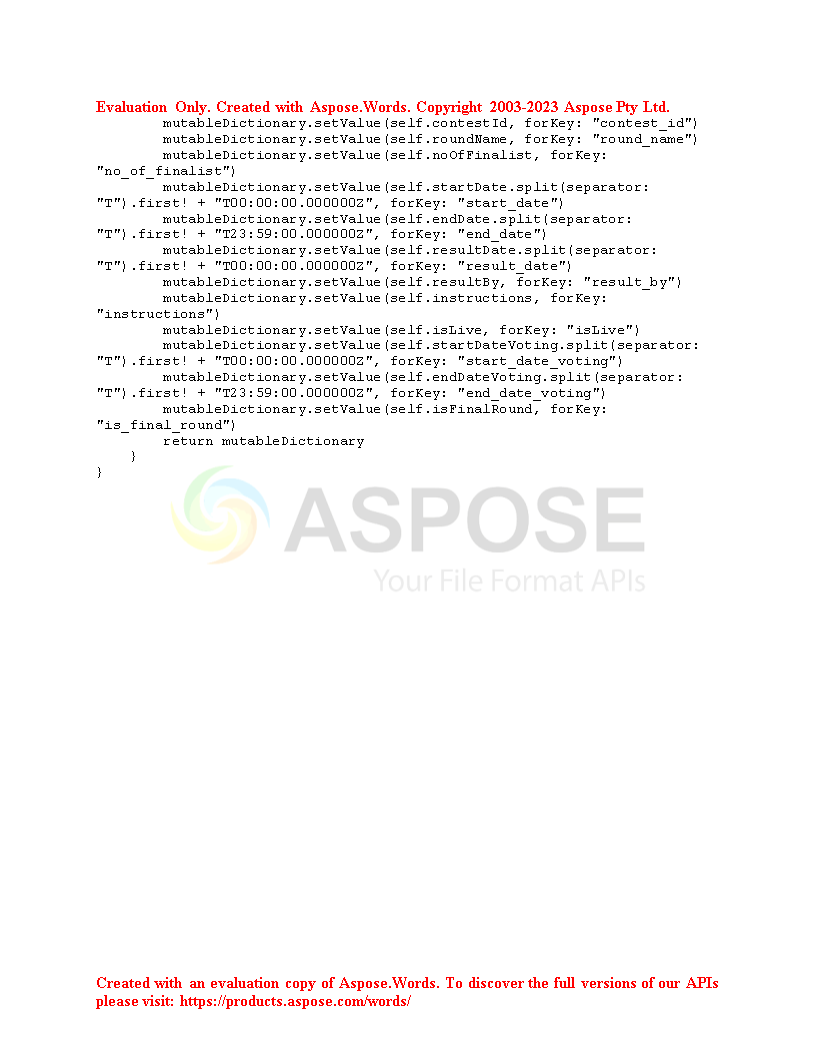 Evaluation Only. Created with Aspose.Words. Copyright 2003-2023 Aspose Pty Ltd.
        mutableDictionary.setValue(self.contestId, forKey: "contest_id")
        mutableDictionary.setValue(self.roundName, forKey: "round_name")
        mutableDictionary.setValue(self.noOfFinalist, forKey:
"no_of_finalist")
        mutableDictionary.setValue(self.startDate.split(separator:
"T").first! + "T00:00:00.000000Z", forKey: "start_date")
        mutableDictionary.setValue(self.endDate.split(separator:
"T").first! + "T23:59:00.000000Z", forKey: "end_date")
        mutableDictionary.setValue(self.resultDate.split(separator:
"T").first! + "T00:00:00.000000Z", forKey: "result_date")
        mutableDictionary.setValue(self.resultBy, forKey: "result_by")
        mutableDictionary.setValue(self.instructions, forKey:
"instructions")
        mutableDictionary.setValue(self.isLive, forKey: "isLive")
        mutableDictionary.setValue(self.startDateVoting.split(separator:
"T").first! + "T00:00:00.000000Z", forKey: "start_date_voting")
        mutableDictionary.setValue(self.endDateVoting.split(separator:
"T").first! + "T23:59:00.000000Z", forKey: "end_date_voting")
        mutableDictionary.setValue(self.isFinalRound, forKey:
"is_final_round")
        return mutableDictionary
    }
}
ASPOSE
Your File Format APIs
Created with an evaluation copy of Aspose.Words. To discover the full versions of our APIs
please visit: https://products.aspose.com/words/